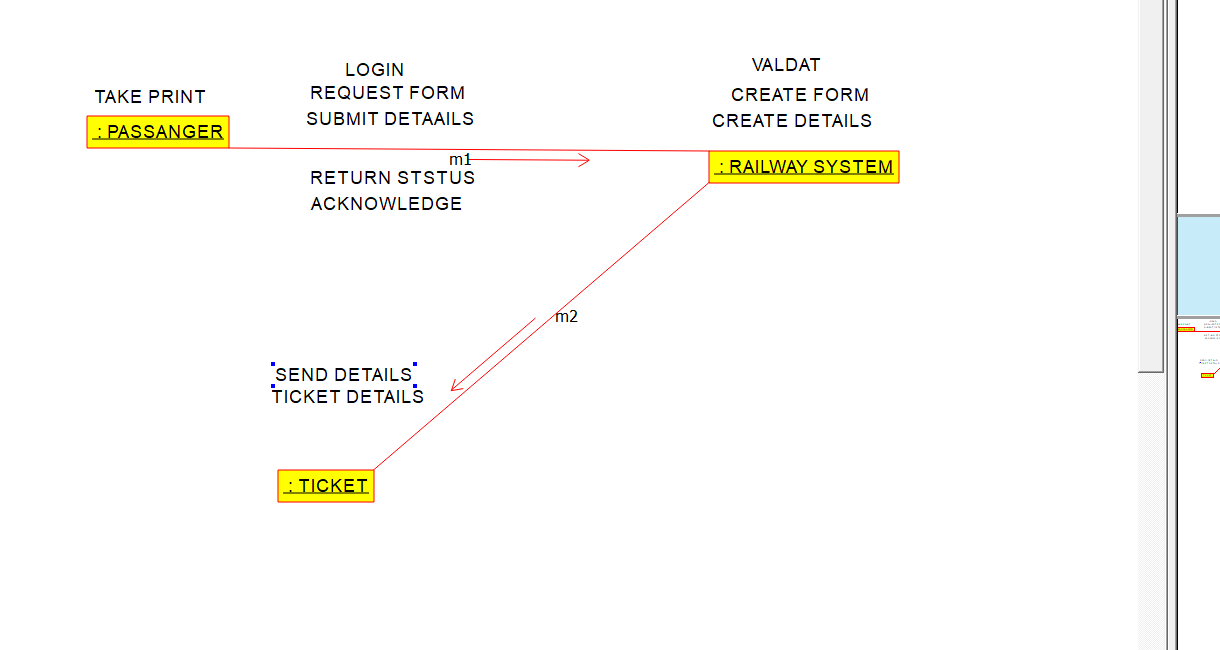 LOGIN
REQUEST FORM
SUBMIT DETAAILS
VALDAT
CREATE FORM
CREATE DETAILS
TAKE PRINT
: PASSANGER
m1
: RAILWAY SYSTEM
RETURN STSTUS
ACKNOWLEDGE
m2
SEND DETAILS
TICKET DETAILS
: TICKET